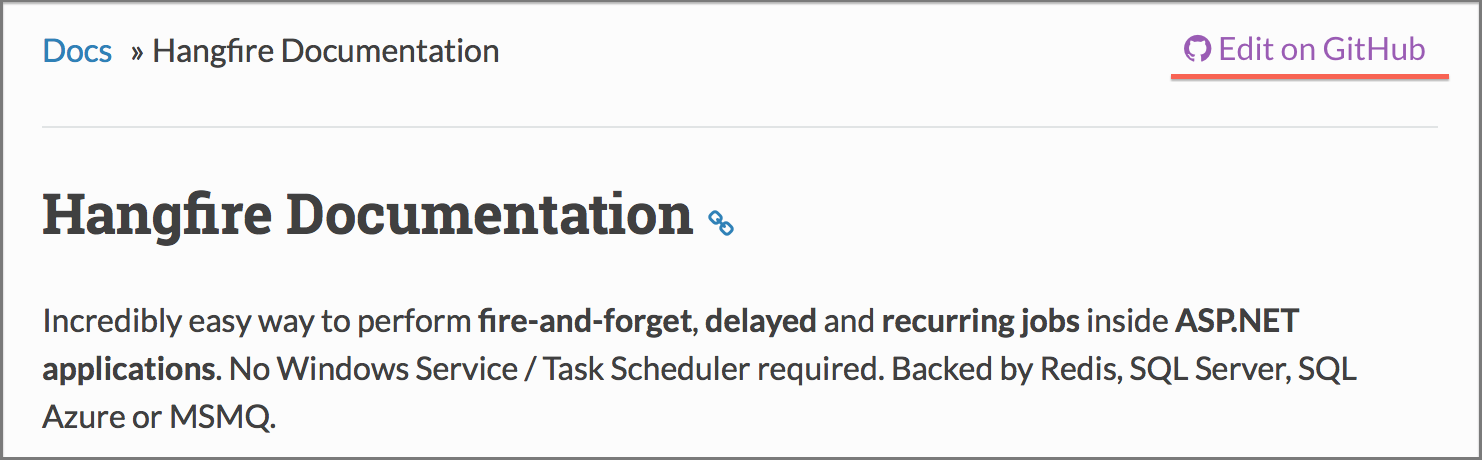 Docs » Hangfire Documentation
Edit on GitHub
Hangfire Documentation
Incredibly easy way to perform fire-and-forget, delayed and recurring jobs inside ASP.NET
applications. No Windows Service / Task Scheduler required. Backed by Redis, SQL Server, SQL
Azure or MSMQ.